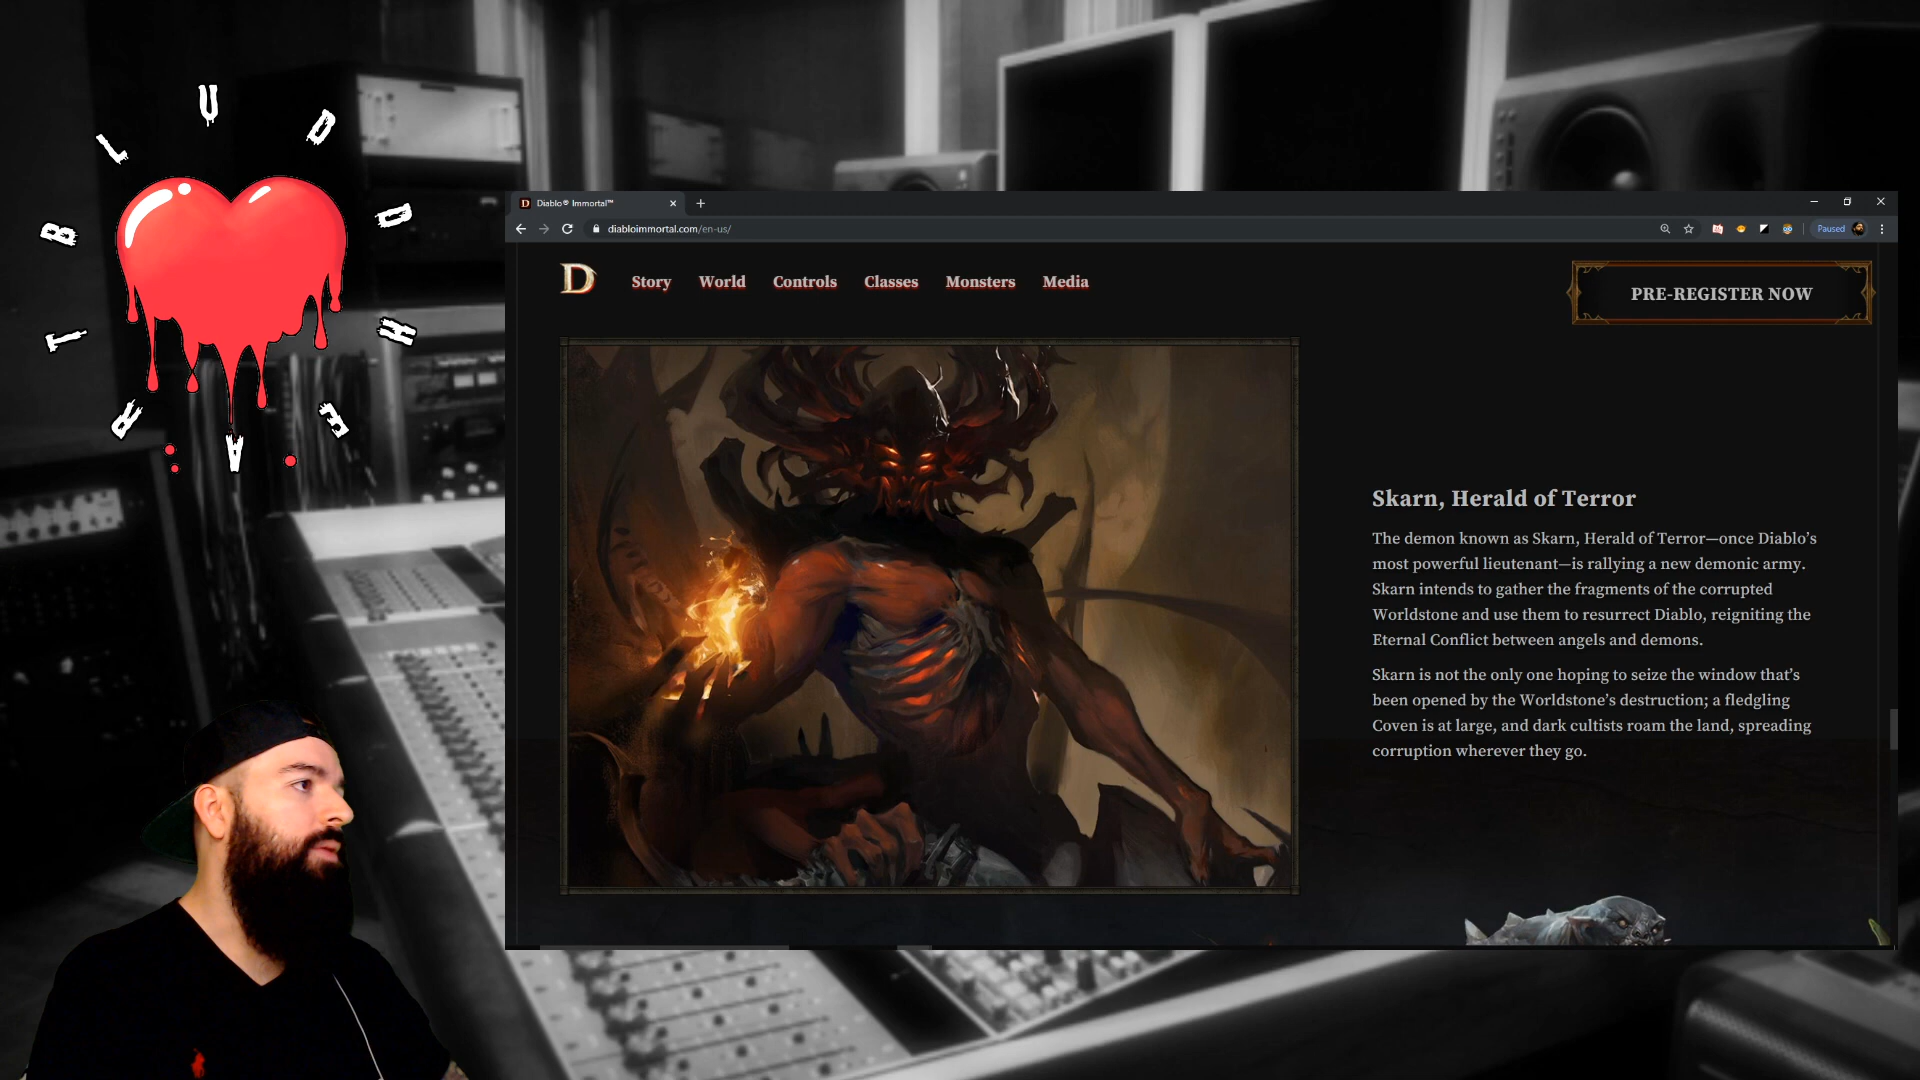 BLUDDHEART
Diablo® Immortal™
diabloimmortal.com/en-us/
Paused
D
Story World Controls Classes Monsters Media
PRE-REGISTER NOW
Skarn, Herald of Terror
The demon known as Skarn, Herald of Terror—once Diablo’s
most powerful lieutenant—is rallying a new demonic army.
Skarn intends to gather the fragments of the corrupted
Worldstone and use them to resurrect Diablo, reigniting the
Eternal Conflict between angels and demons.
Skarn is not the only one hoping to seize the window that’s
been opened by the Worldstone’s destruction; a fledgling
Coven is at large, and dark cultists roam the land, spreading
corruption wherever they go.